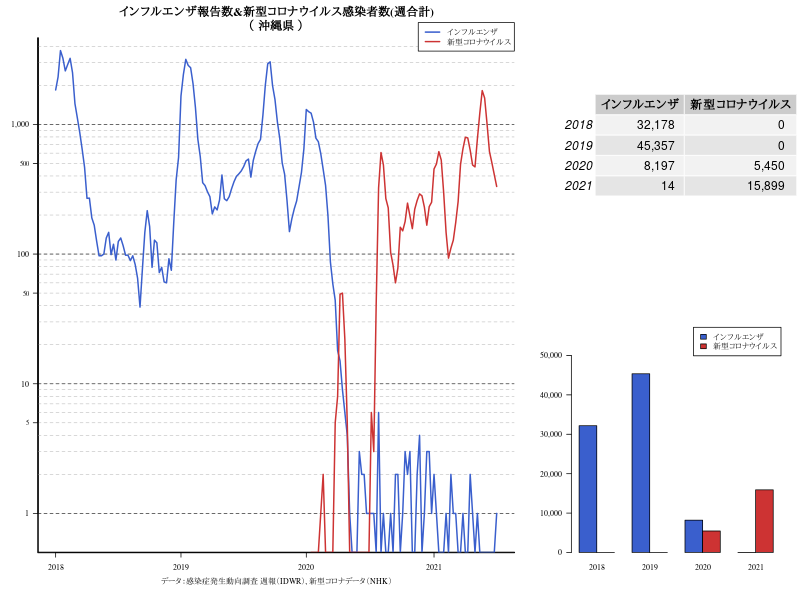 インフルエンザ報告数&新型コロナウイルス感染者数(週合計)
( 沖縄県 )
インフルエンザ
新型コロナウイルス
1,000
50
100
50
10
5
1
2018
2019
2020
2021
データ:感染症発生動向調査 週報(IDWR)、新型コロナデータ(NHK)
インフルエンザ 新型コロナウイルス
2018 32,178 0
2019 45,357 0
2020 8,197 5,450
2021 14 15,899
インフルエンザ
新型コロナウイルス
50,000
40,000
30,000
20,000
10,000
0
2018
2019
2020
2021